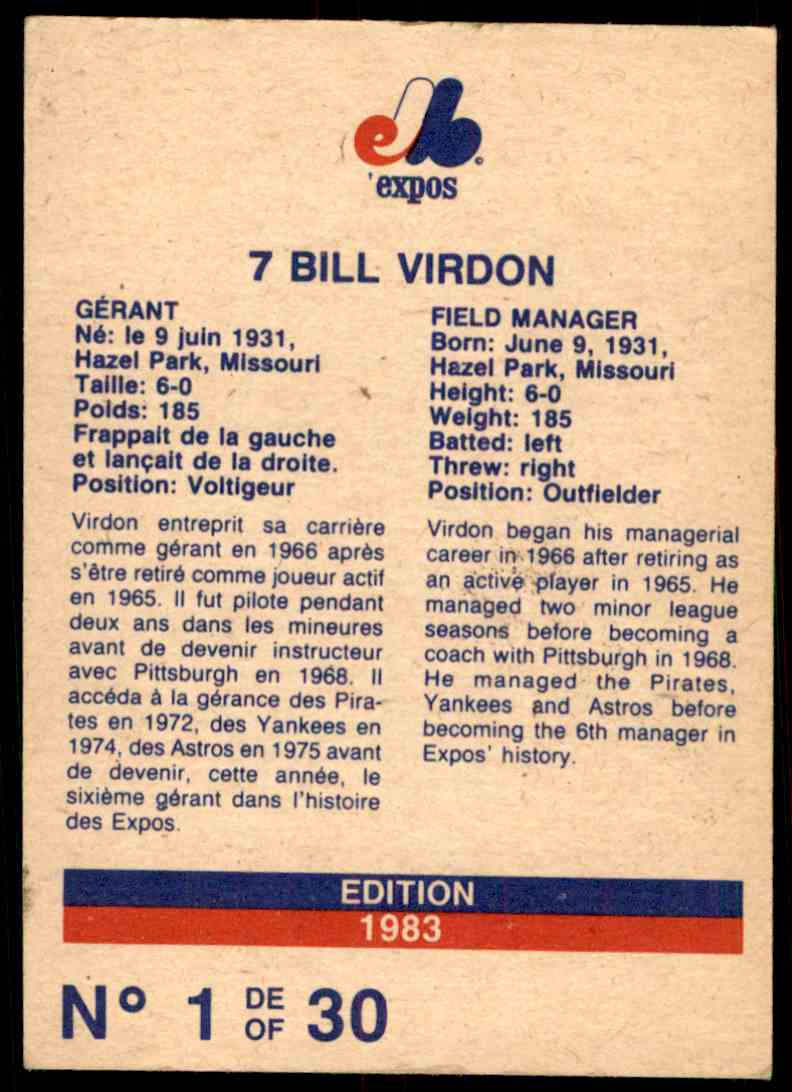 'expos
7 BILL VIRDON
GÉRANT
Né: le 9 juin 1931,
Hazel Park, Missouri
Taille: 6-0
Poids: 185
Frappait de la gauche
et lançait de la droite.
Position: Voltigeur
Virdon entreprit sa carrière
comme gérant en 1966 après
s'être retiré comme joueur actif
en 1965. Il fut pilote pendant
deux ans dans les mineures
avant de devenir instructeur
avec Pittsburgh en 1968. Il
accéda à la gérance des Pira-
tes en 1972, des Yankees en
1974, des Astros en 1975 avant
de devenir, cette année, le
sixième gérant dans l'histoire
des Expos.
FIELD MANAGER
Born: June 9, 1931,
Hazel Park, Missouri
Height: 6-0
Weight: 185
Batted: left
Threw: right
Position: Outfielder
Virdon began his managerial
career in 1966 after retiring as
an active player in 1965. He
managed two minor league
seasons before becoming a
coach with Pittsburgh in 1968.
He managed the Pirates,
Yankees and Astros before
becoming the 6th manager in
Expos' history.
EDITION
1983
Nº 1 DE OF 30